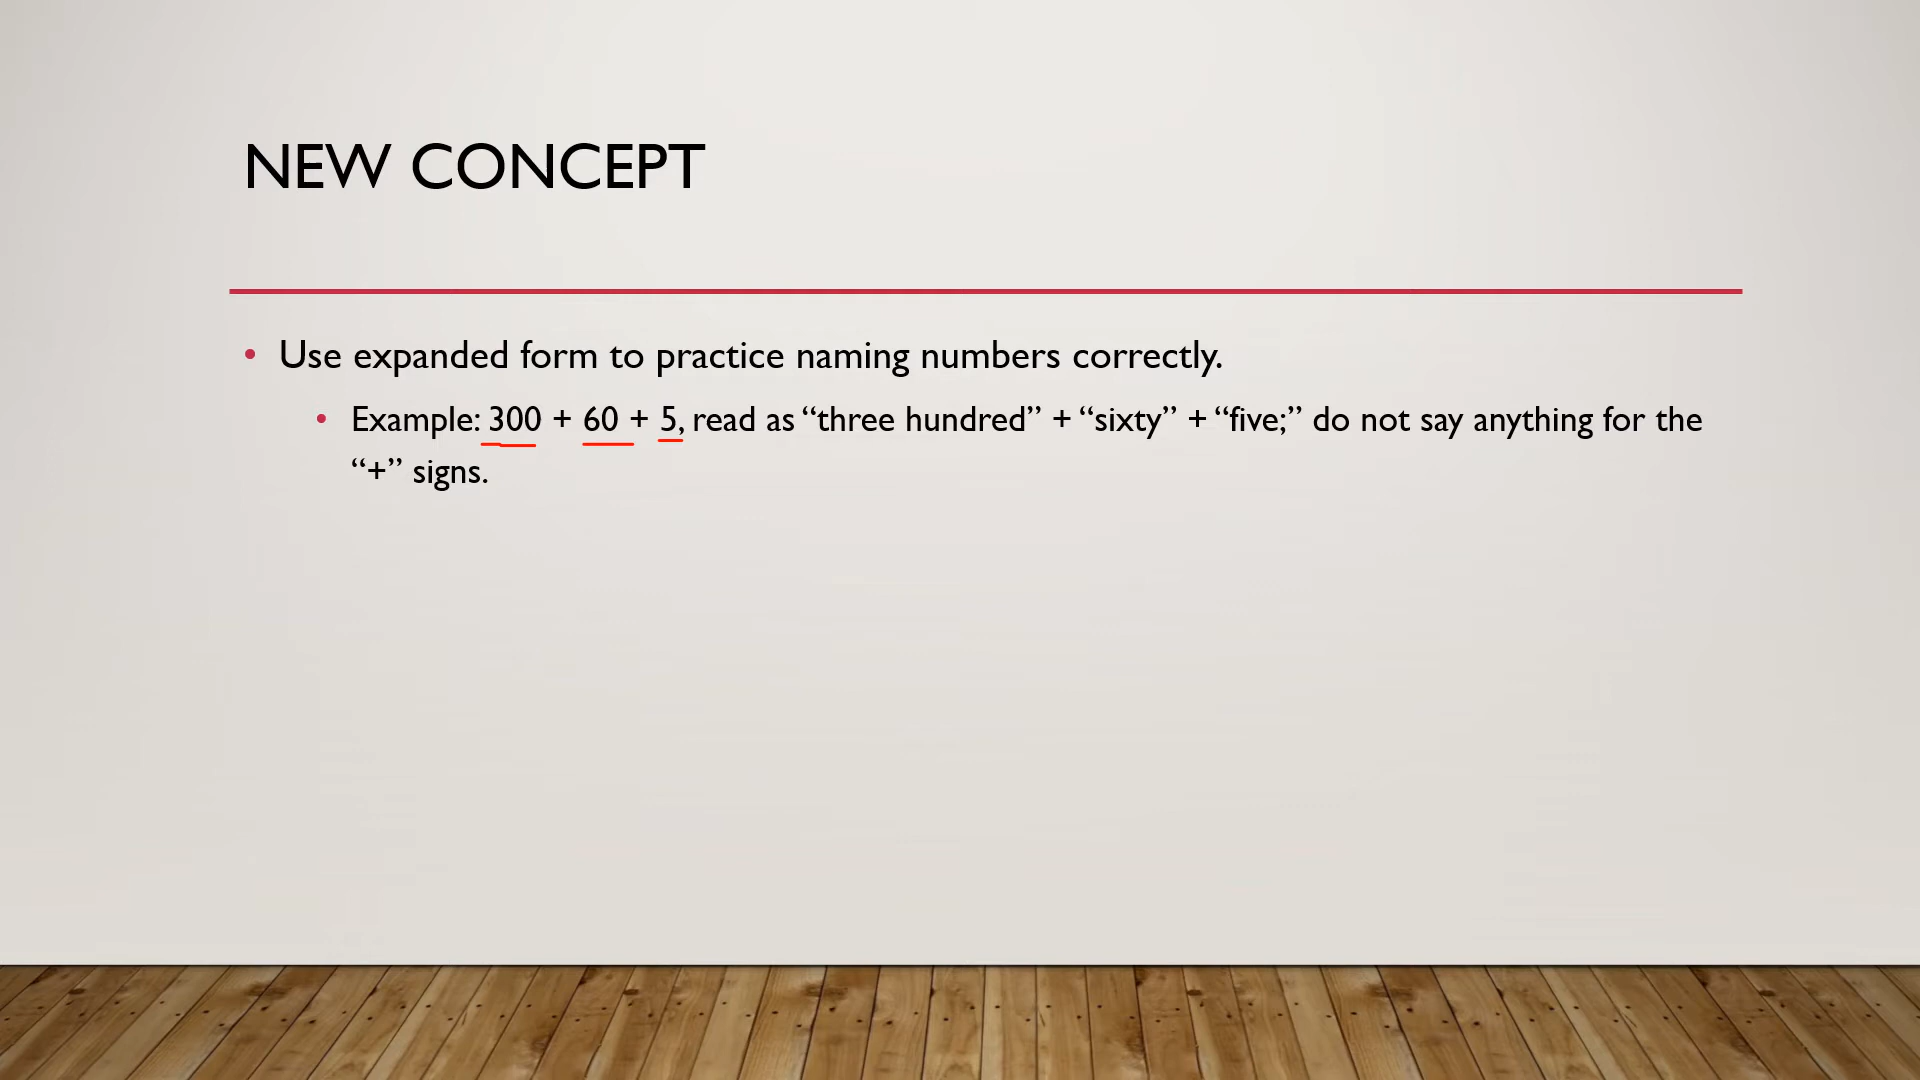 NEW CONCEPT
• Use expanded form to practice naming numbers correctly.
• Example: 300 + 60 + 5, read as “three hundred” + “sixty” + “five;” do not say anything for the
“+” signs.